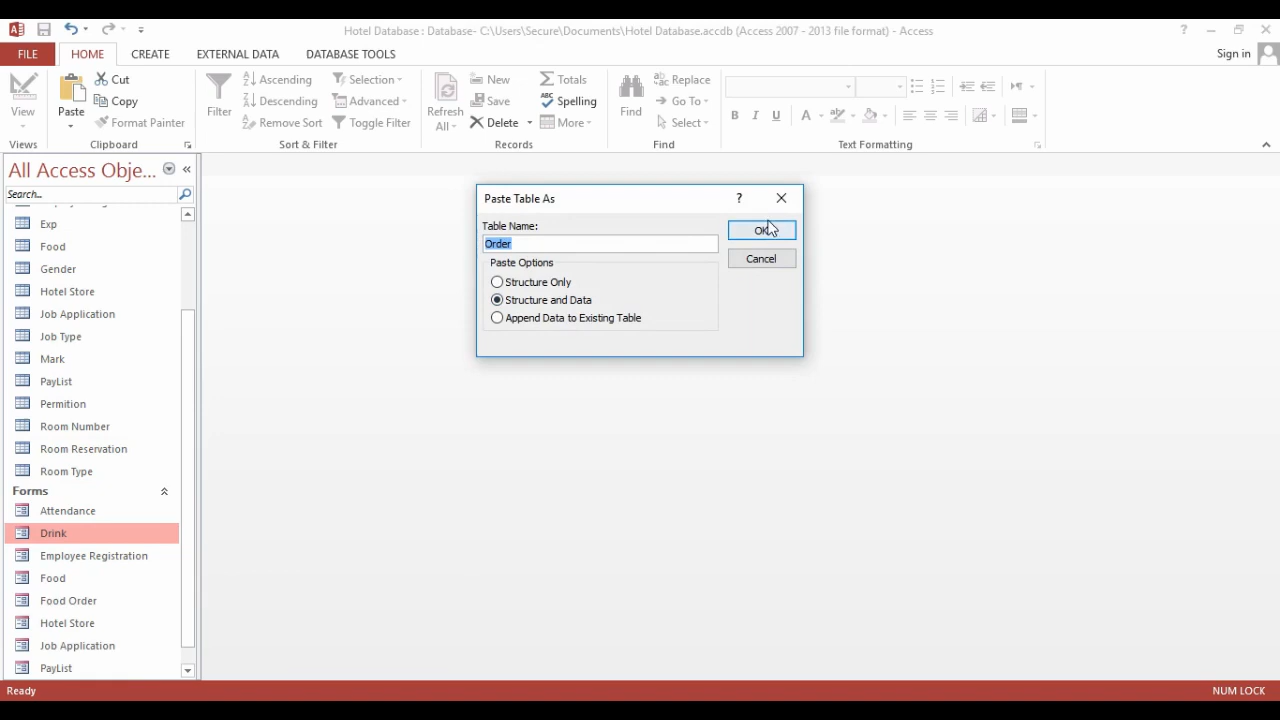 Hotel Database : Database- C:\Users\Secure\Documents\Hotel Database.accdb (Access 2007 - 2013 file format) - Access
?
FILE HOME CREATE EXTERNAL DATA DATABASE TOOLS Sign in
View
Views
Paste
Cut
Copy
Format Painter
Clipboard
Filter
Ascending
Descending
Remove Sort
Selection
Advanced
Toggle Filter
Sort & Filter
Refresh
All
New
Save
Delete
Totals
Spelling
More
Records
Find
Replace
Go To
Select
Find
B I U A
Text Formatting
All Access Obje...
Search...
Exp
Food
Gender
Hotel Store
Job Application
Job Type
Mark
PayList
Permition
Room Number
Room Reservation
Room Type
Forms
Attendance
Drink
Employee Registration
Food
Food Order
Hotel Store
Job Application
PayList
Paste Table As ?
Table Name:
Order
OK
Paste Options
Cancel
Structure Only
Structure and Data
Append Data to Existing Table
Ready NUM LOCK